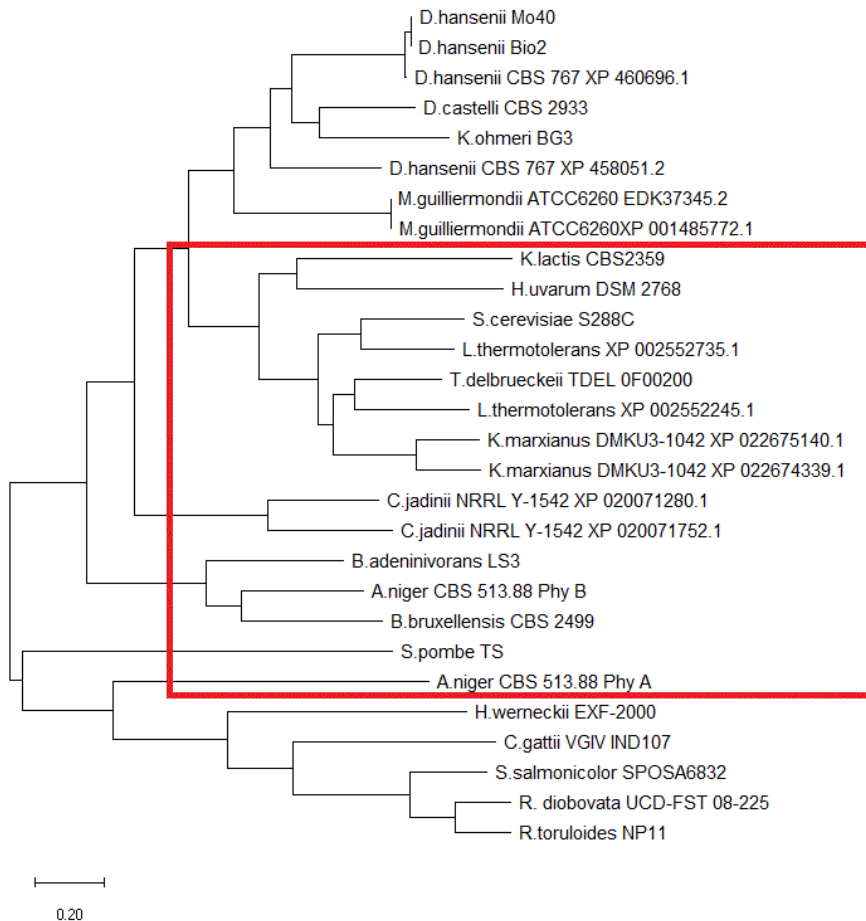 D.hansenii Mo40
D.hansenii Bio2
D.hansenii CBS 767 XP 460696.1
D.castelli CBS 2933
K.ohmeri BG3
D.hansenii CBS 767 XP 458051.2
M.guilliermondii ATCC6260 EDK37345.2
M.guilliermondii ATCC6260XP 001485772.1
K.lactis CBS2359
H.uvarum DSM 2768
S.cerevisiae S288C
L.thermotolerans XP 002552735.1
T.delbrueckeii TDEL 0F00200
L.thermotolerans XP 002552245.1
K.marxianus DMKU3-1042 XP 022675140.1
K.marxianus DMKU3-1042 XP 022674339.1
C.jadinii NRRL Y-1542 XP 020071280.1
C.jadinii NRRL Y-1542 XP 020071752.1
B.adeninivorans LS3
A.niger CBS 513.88 Phy B
B.bruxellensis CBS 2499
S.pombe TS
A.niger CBS 513.88 Phy A
H.werneckii EXF-2000
C.gattii VGIV IND107
S.salmonicolor SPOSA6832
R. diobovata UCD-FST 08-225
R.toruloides NP11
0.20